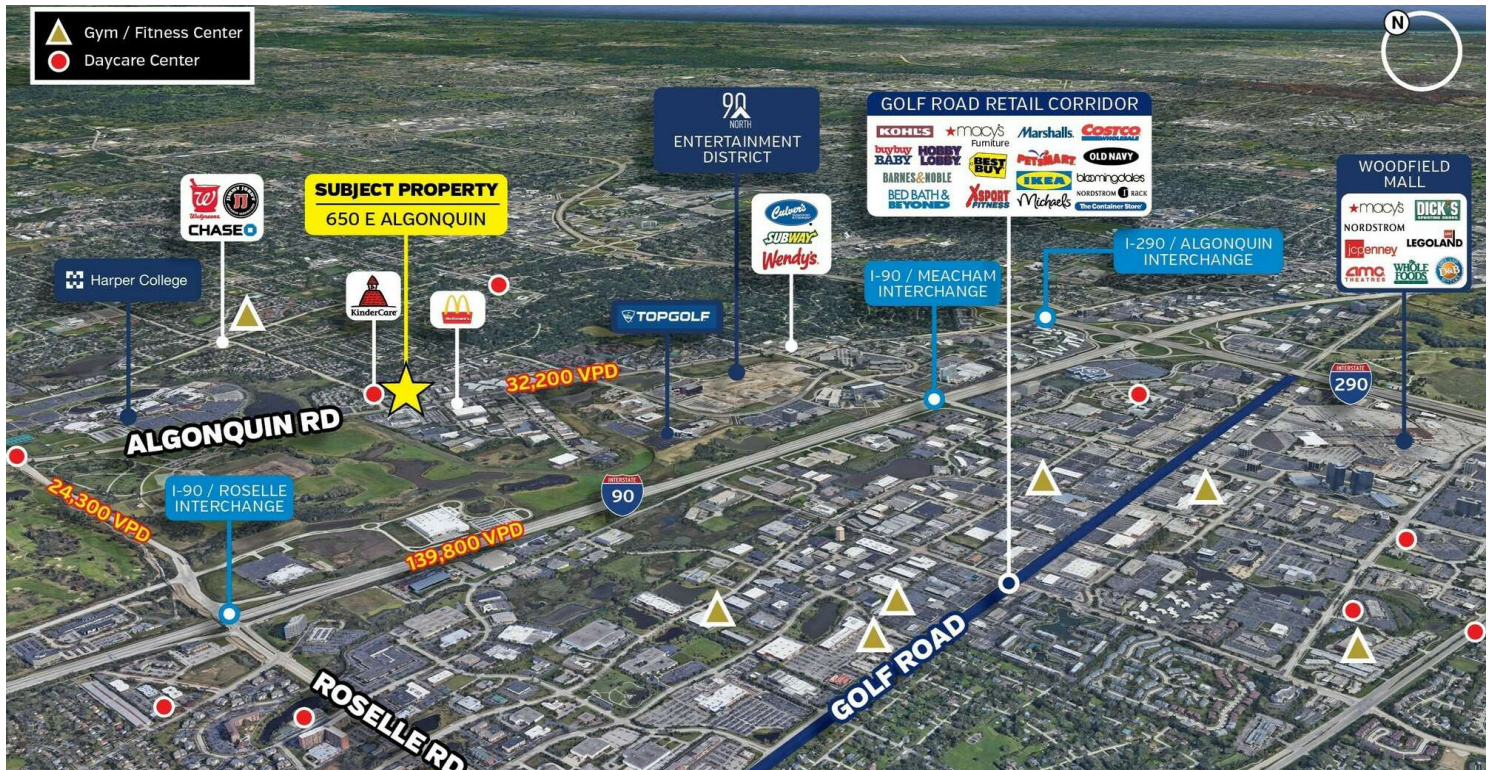 Gym / Fitness Center
Daycare Center
N
90
NORTH
ENTERTAINMENT
DISTRICT
GOLF ROAD RETAIL CORRIDOR
KOHL'S
macy's
Furniture
Marshalls.
COSTCO
WHOLESALE
buybuy
BABY
HOBBY
LOBBY
BEST
BUY
PETSMART
OLD NAVY
BARNES&NOBLE
IKEA
bloomingdales
BED BATH &
BEYOND
XSPORT
FITNESS
Michaels
NORDSTROM RACK
The Container Store
WOODFIELD
MALL
macy's
DICK'S
SPORTING GOODS
NORDSTROM
jcpenney
LEGOLAND
amc
THEATRES
WHOLE
FOODS
D&B
Walgreens
JIMMY JOHN'S
CHASE
SUBJECT PROPERTY
650 E ALGONQUIN
Culver's
SUBWAY
Wendy's
I-290 / ALGONQUIN
INTERCHANGE
I-90 / MEACHAM
INTERCHANGE
Harper College
KinderCare
McDonald's
TOPGOLF
32,200 VPD
INTERSTATE
290
ALGONQUIN RD
24,300 VPD
I-90 / ROSELLE
INTERCHANGE
INTERSTATE
90
139,800 VPD
GOLF ROAD
ROSELLE RD